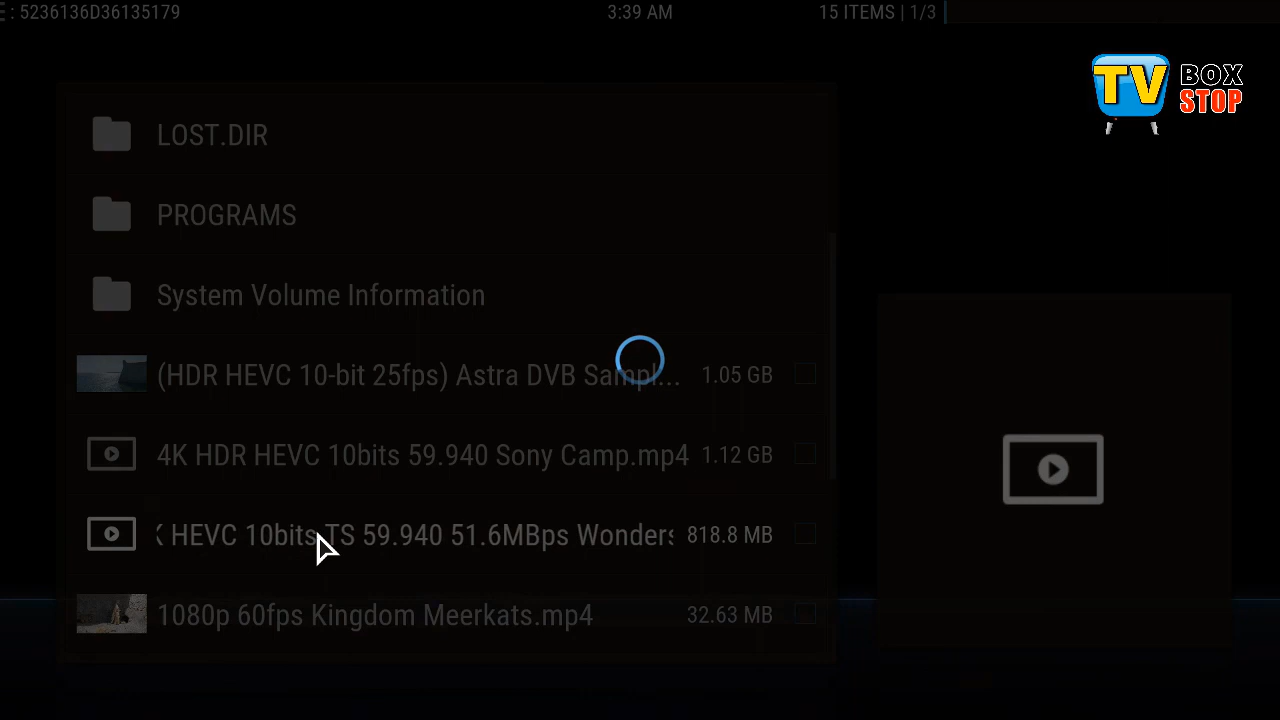 : 5236136D36135179
3:39 AM
15 ITEMS | 1/3
TV BOX
STOP
LOST.DIR
PROGRAMS
System Volume Information
(HDR HEVC 10-bit 25fps) Astra DVB Sampl... 1.05 GB
4K HDR HEVC 10bits 59.940 Sony Camp.mp4 1.12 GB
K HEVC 10bits TS 59.940 51.6MBps Wonders 818.8 MB
1080p 60fps Kingdom Meerkats.mp4 32.63 MB